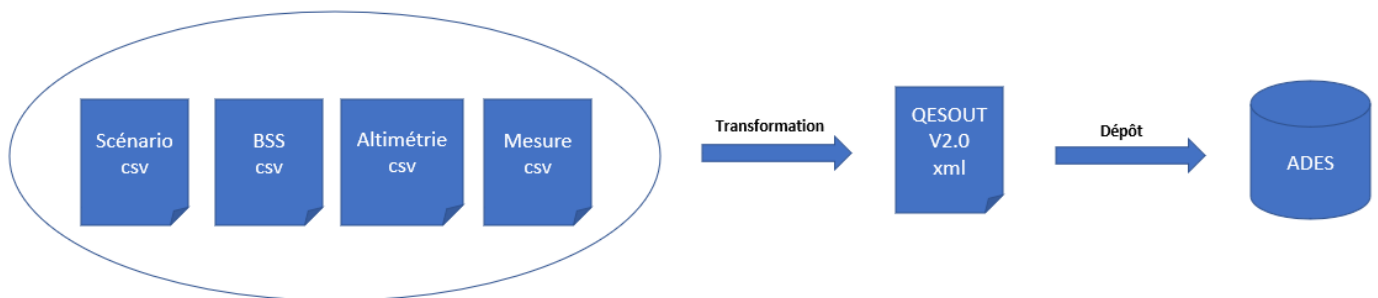 Scénario
csv
BSS
csv
Altimétrie
csv
Mesure
csv
Transformation
QESOUT
V2.0
xml
Dépôt
ADES